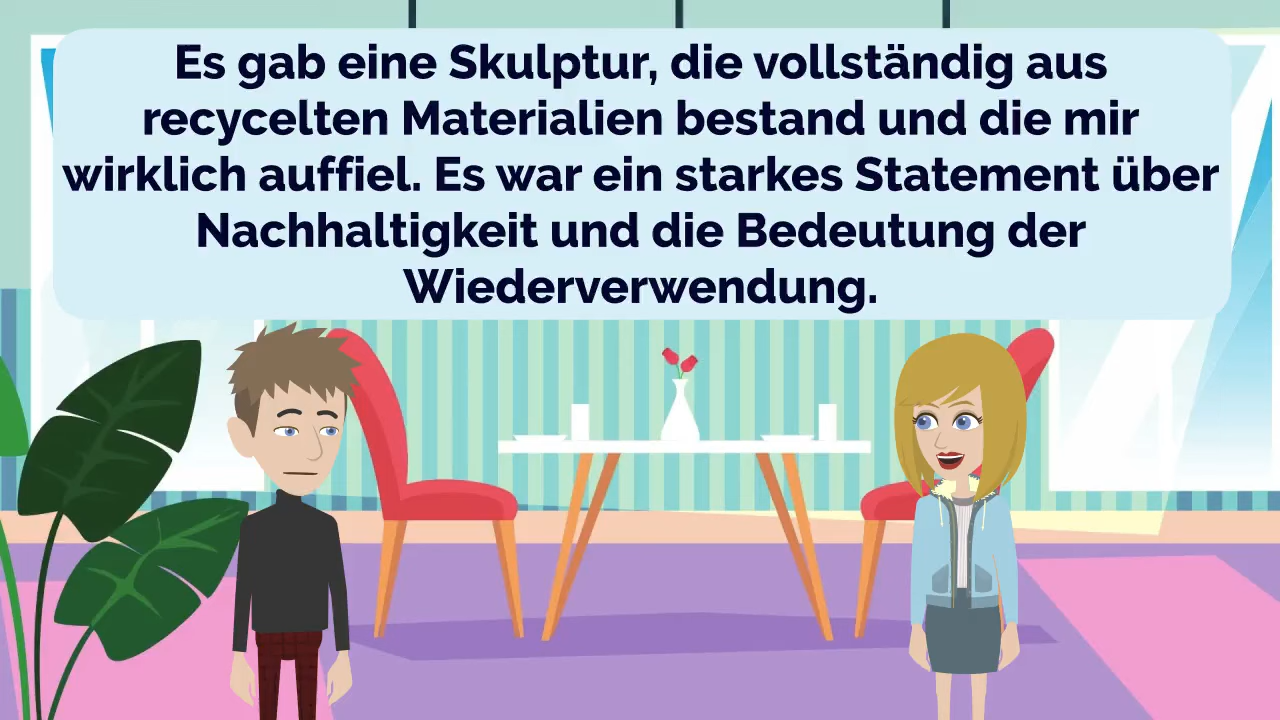 Es gab eine Skulptur, die vollständig aus
recycelten Materialien bestand und die mir
wirklich auffiel. Es war ein starkes Statement über
Nachhaltigkeit und die Bedeutung der
Wiederverwendung.